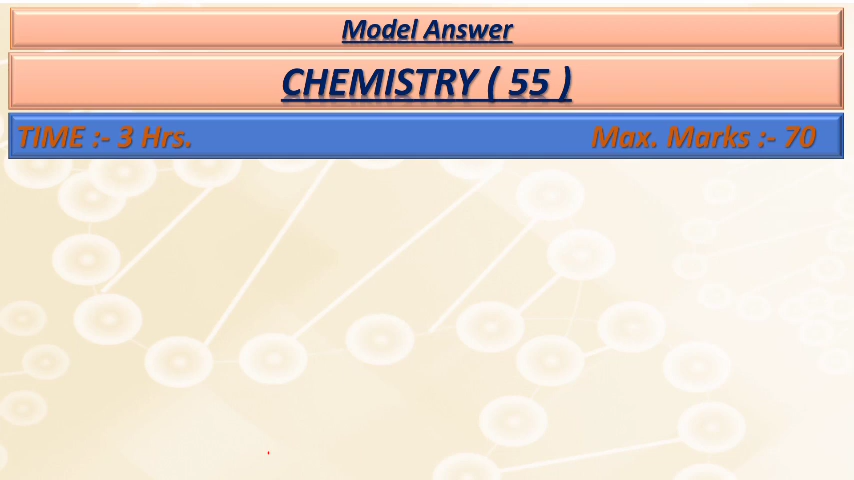 Model Answer
CHEMISTRY ( 55 )
TIME :- 3 Hrs. Max. Marks :- 70